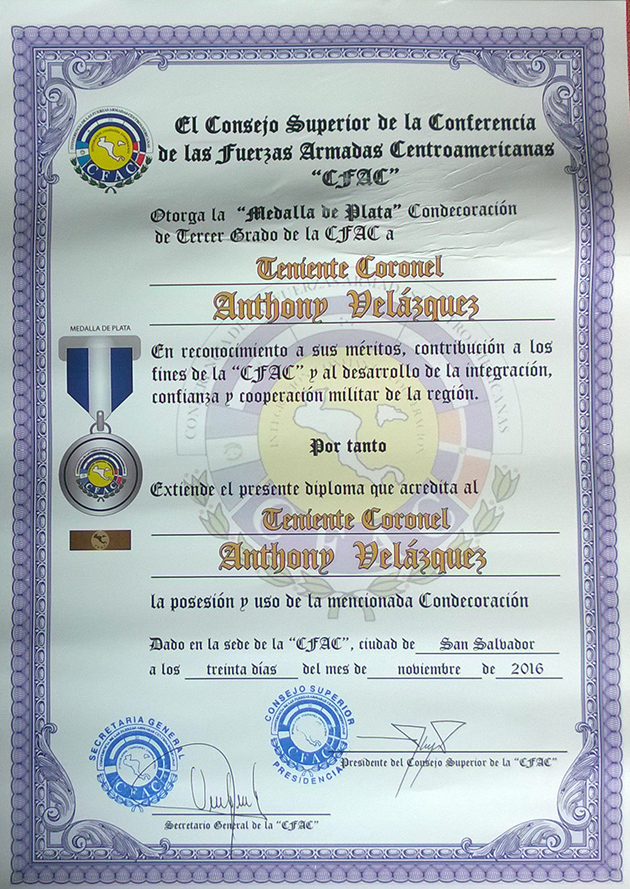 El Consejo Superior de la Conferencia
de las Fuerzas Armadas Centroamericanas
“CFAC”
Otorga la “Medalla de Plata” Condecoración
de Tercer Grado de la CFAC a
Teniente Coronel
Anthony Velázquez
MEDALLA DE PLATA
En reconocimiento a sus méritos, contribución a los
fines de la “CFAC” y al desarrollo de la integración,
confianza y cooperación militar de la región.
Por tanto
Extiende el presente diploma que acredita al
Teniente Coronel
Anthony Velázquez
la posesión y uso de la mencionada Condecoración
Dado en la sede de la “CFAC”, ciudad de San Salvador
a los treinta días del mes de noviembre de 2016
SECRETARIA GENERAL
CFAC
CONSEJO SUPERIOR
CFAC
PRESIDENCIA
Presidente del Consejo Superior de la “CFAC”
Secretario General de la “CFAC”
CFAC
CFAC
CFAC